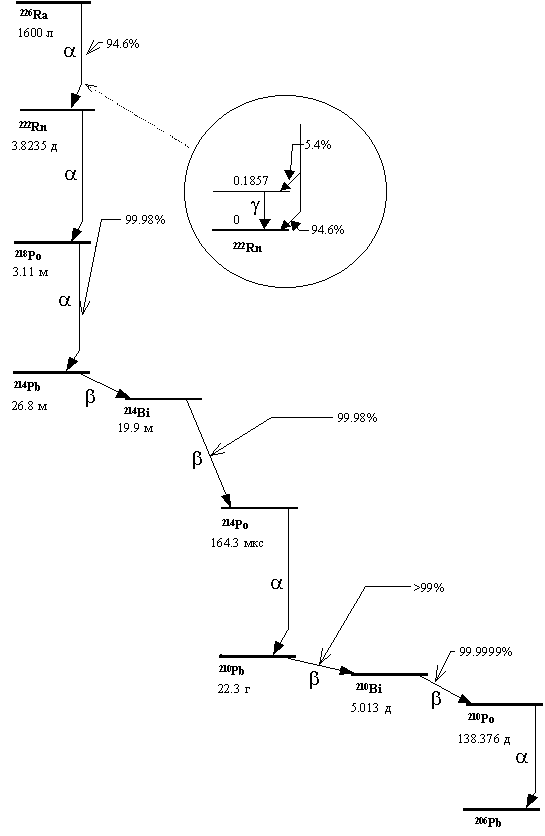 ²²⁶Ra
1600 л
α
94.6%
²²²Rn
3.8235 д
α
5.4%
0.1857
γ
0
94.6%
²²²Rn
99.98%
²¹⁸Po
3.11 м
α
²¹⁴Pb
26.8 м
β
²¹⁴Bi
19.9 м
99.98%
β
²¹⁴Po
164.3 мкс
α
>99%
²¹⁰Pb
22.3 г
β
²¹⁰Bi
5.013 д
99.9999%
β
²¹⁰Po
138.376 д
α
²⁰⁶Pb